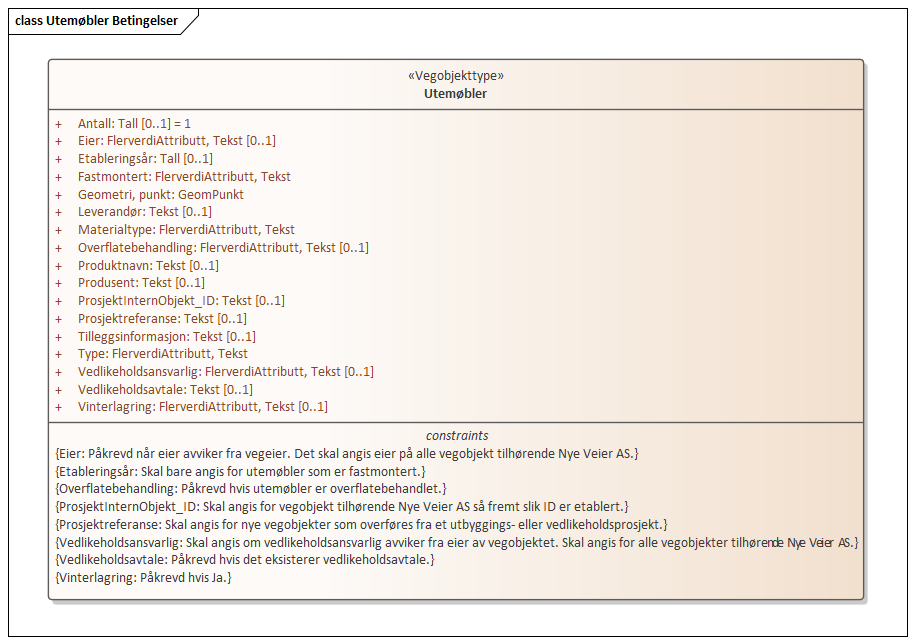 class Utemøbler Betingelser
«Vegobjekttype»
Utemøbler
+ Antall: Tall [0..1] = 1
+ Eier: FlerverdiAttributt, Tekst [0..1]
+ Etableringsår: Tall [0..1]
+ Fastmontert: FlerverdiAttributt, Tekst
+ Geometri, punkt: GeomPunkt
+ Leverandør: Tekst [0..1]
+ Materialtype: FlerverdiAttributt, Tekst
+ Overflatebehandling: FlerverdiAttributt, Tekst [0..1]
+ Produktnavn: Tekst [0..1]
+ Produsent: Tekst [0..1]
+ ProsjektInternObjekt_ID: Tekst [0..1]
+ Prosjektreferanse: Tekst [0..1]
+ Tilleggsinformasjon: Tekst [0..1]
+ Type: FlerverdiAttributt, Tekst
+ Vedlikeholdsansvarlig: FlerverdiAttributt, Tekst [0..1]
+ Vedlikeholdsavtale: Tekst [0..1]
+ Vinterlagring: FlerverdiAttributt, Tekst [0..1]
constraints
{Eier: Påkrevd når eier avviker fra vegeier. Det skal angis eier på alle vegobjekt tilhørende Nye Veier AS.}
{Etableringsår: Skal bare angis for utemøbler som er fastmontert.}
{Overflatebehandling: Påkrevd hvis utemøbler er overflatebehandlet.}
{ProsjektInternObjekt_ID: Skal angis for vegobjekt tilhørende Nye Veier AS så fremt slik ID er etablert.}
{Prosjektreferanse: Skal angis for nye vegobjekter som overføres fra et utbyggings- eller vedlikeholdsprosjekt.}
{Vedlikeholdsansvarlig: Skal angis om vedlikeholdsansvarlig avviker fra eier av vegobjektet. Skal angis for alle vegobjekter tilhørende Nye Veier AS.}
{Vedlikeholdsavtale: Påkrevd hvis det eksisterer vedlikeholdsavtale.}
{Vinterlagring: Påkrevd hvis Ja.}